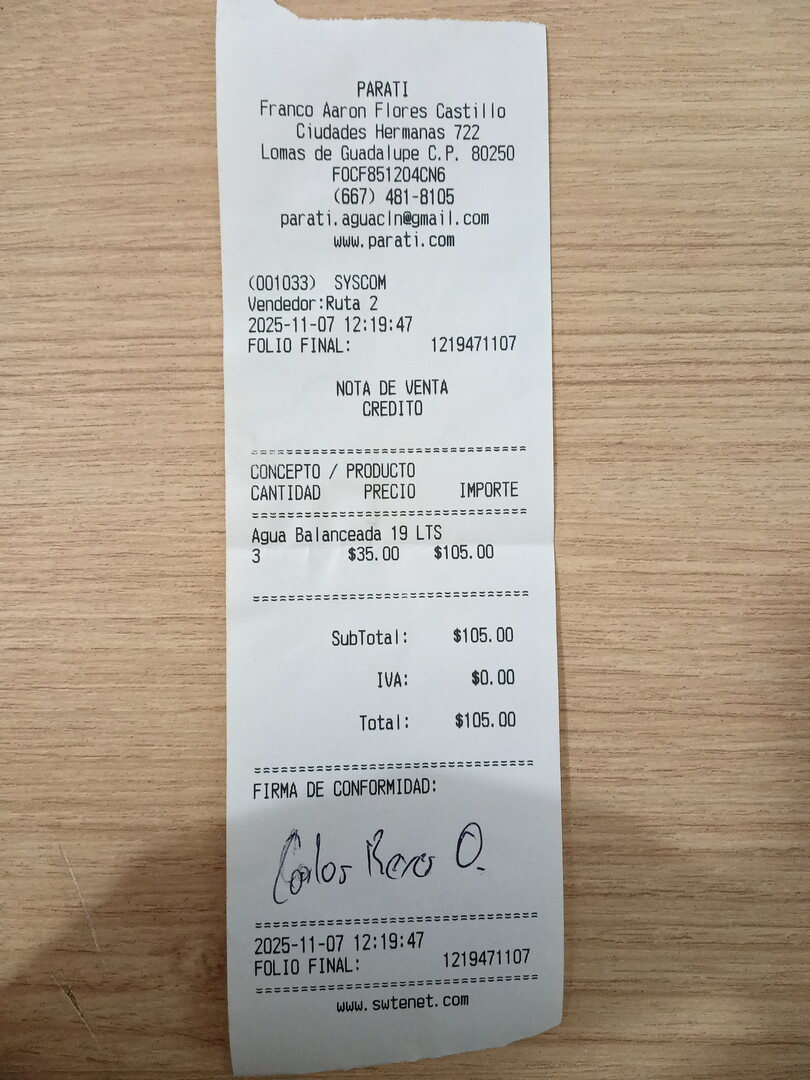 PARATI
Franco Aaron Flores Castillo
Ciudades Hermanas 722
Lomas de Guadalupe C.P. 80250
FOCF851204CN6
(667) 481-8105
parati.aguacln@gmail.com
www.parati.com
(001033) SYSCOM
Vendedor:Ruta 2
2025-11-07 12:19:47
FOLIO FINAL: 1219471107
NOTA DE VENTA
CREDITO
CONCEPTO / PRODUCTO
CANTIDAD PRECIO IMPORTE
Agua Balanceada 19 LTS
3 $35.00 $105.00
SubTotal: $105.00
IVA: $0.00
Total: $105.00
FIRMA DE CONFORMIDAD:
Carlos O.
2025-11-07 12:19:47
FOLIO FINAL: 1219471107
www.swtenet.com